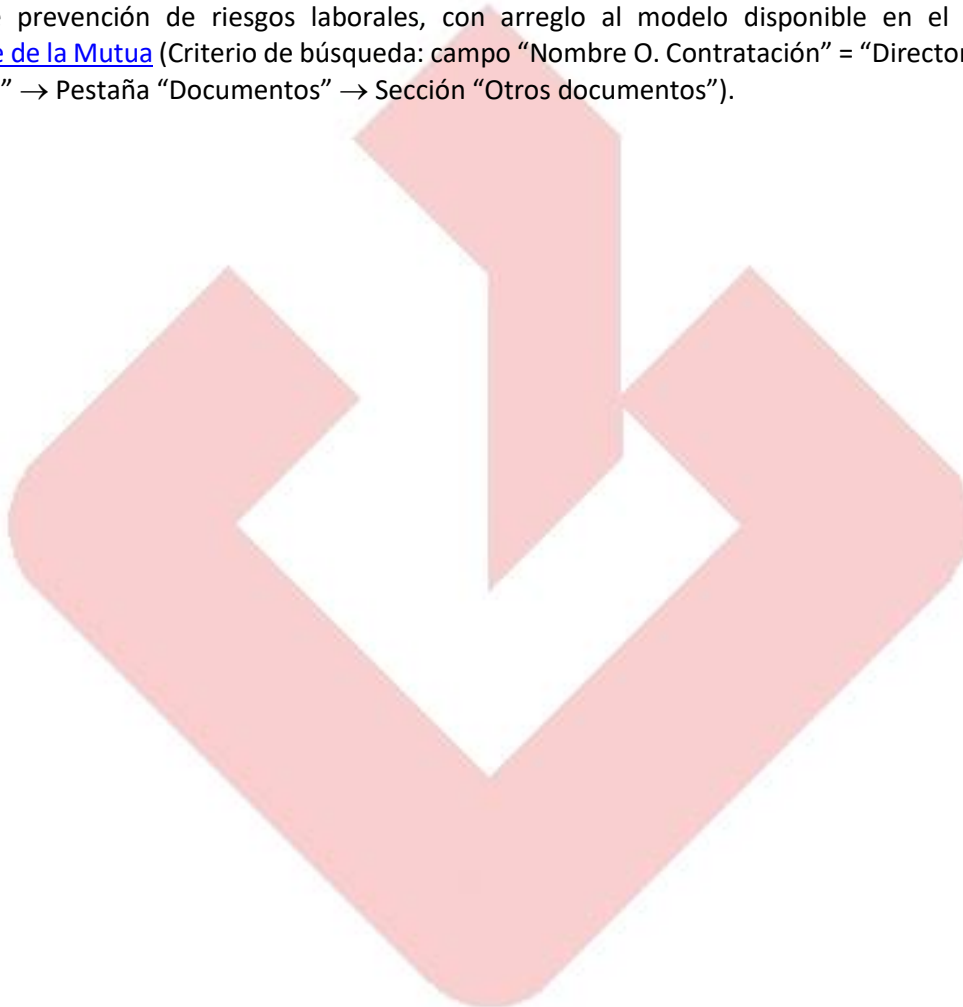 prevención de riesgos laborales, con arreglo al modelo disponible en el
e de la Mutua (Criterio de búsqueda: campo “Nombre O. Contratación” = “Director
” → Pestaña “Documentos” → Sección “Otros documentos”).